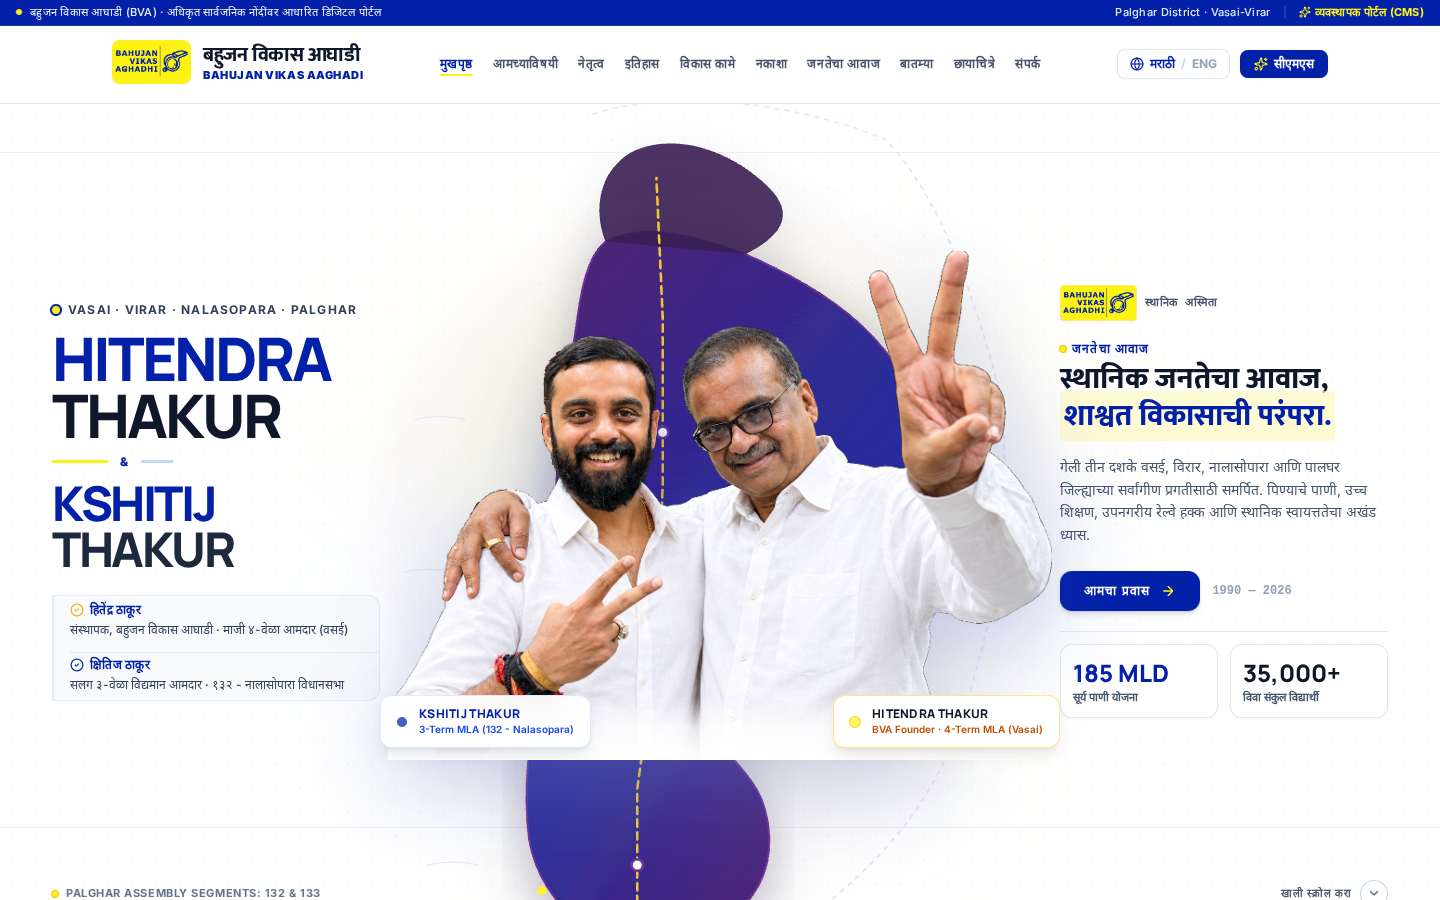 बहुजन विकास आघाडी (BVA) · अधिकृत सार्वजनिक नोंदींवर आधारित डिजिटल पोर्टल
Palghar District · Vasai-Virar
व्यवस्थापक पोर्टल (CMS)
BAHUJAN
VIKAS
AGHADHI
बहुजन विकास आघाडी
BAHUJAN VIKAS AAGHADI
मुखपृष्ठ आमच्याविषयी नेतृत्व इतिहास विकास कामे नकाशा जनतेचा आवाज बातम्या छायाचित्रे संपर्क
मराठी / ENG
सीएमएस
VASAI · VIRAR · NALASOPARA · PALGHAR
HITENDRA
THAKUR
&
KSHITIJ
THAKUR
हितेंद्र ठाकूर
संस्थापक, बहुजन विकास आघाडी · माजी ४-वेळा आमदार (वसई)
क्षितिज ठाकूर
सलग ३-वेळा विद्यमान आमदार · १३२ - नालासोपारा विधानसभा
KSHITIJ THAKUR
3-Term MLA (132 - Nalasopara)
HITENDRA THAKUR
BVA Founder · 4-Term MLA (Vasai)
BAHUJAN
VIKAS
AGHADHI
स्थानिक अस्मिता
जनतेचा आवाज
स्थानिक जनतेचा आवाज,
शाश्वत विकासाची परंपरा.
गेली तीन दशके वसई, विरार, नालासोपारा आणि पालघर
जिल्ह्याच्या सर्वांगीण प्रगतीसाठी समर्पित. पिण्याचे पाणी, उच्च
शिक्षण, उपनगरीय रेल्वे हक्क आणि स्थानिक स्वायत्ततेचा अखंड
ध्यास.
आमचा प्रवास
1990 — 2026
185 MLD
सूर्य पाणी योजना
35,000+
विवा संकुल विद्यार्थी
PALGHAR ASSEMBLY SEGMENTS: 132 & 133
खाली स्क्रोल करा